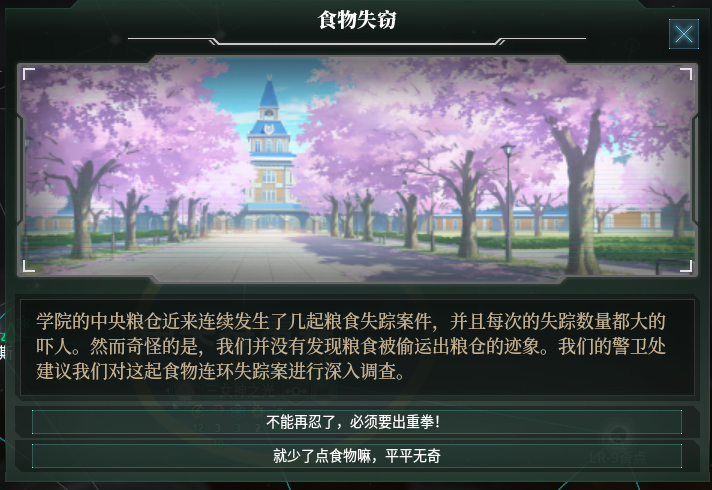 食物失窃
学院的中央粮仓近来连续发生了几起粮食失踪案件，并且每次的失踪数量都大的
吓人。然而奇怪的是，我们并没有发现粮食被偷运出粮仓的迹象。我们的警卫处
建议我们对这起食物连环失踪案进行深入调查。
不能再忍了，必须要出重拳！
就少了点食物嘛，平平无奇